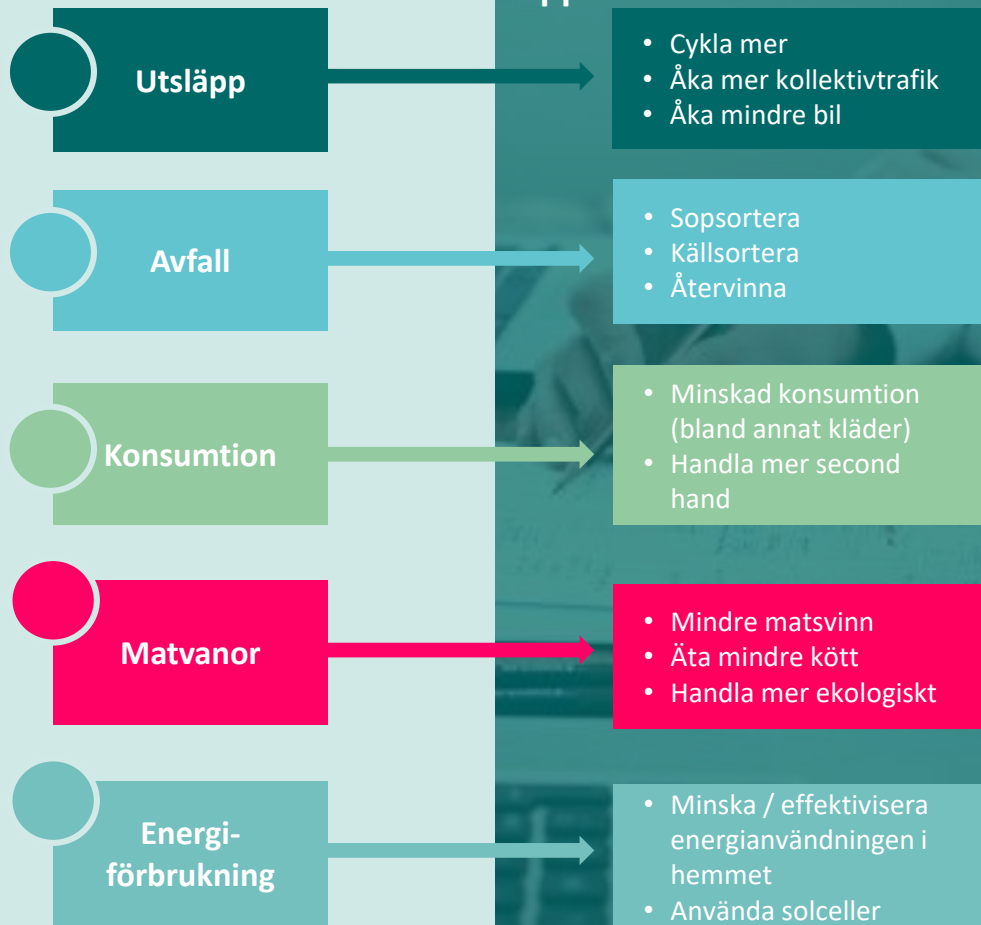 Utsläpp
• Cykla mer
• Åka mer kollektivtrafik
• Åka mindre bil
Avfall
• Sopsortera
• Källsortera
• Återvinna
Konsumtion
• Minskad konsumtion
(bland annat kläder)
• Handla mer second
hand
Matvanor
• Mindre matsvinn
• Äta mindre kött
• Handla mer ekologiskt
Energi-
förbrukning
• Minska / effektivisera
energianvändningen i
hemmet
• Använda solceller